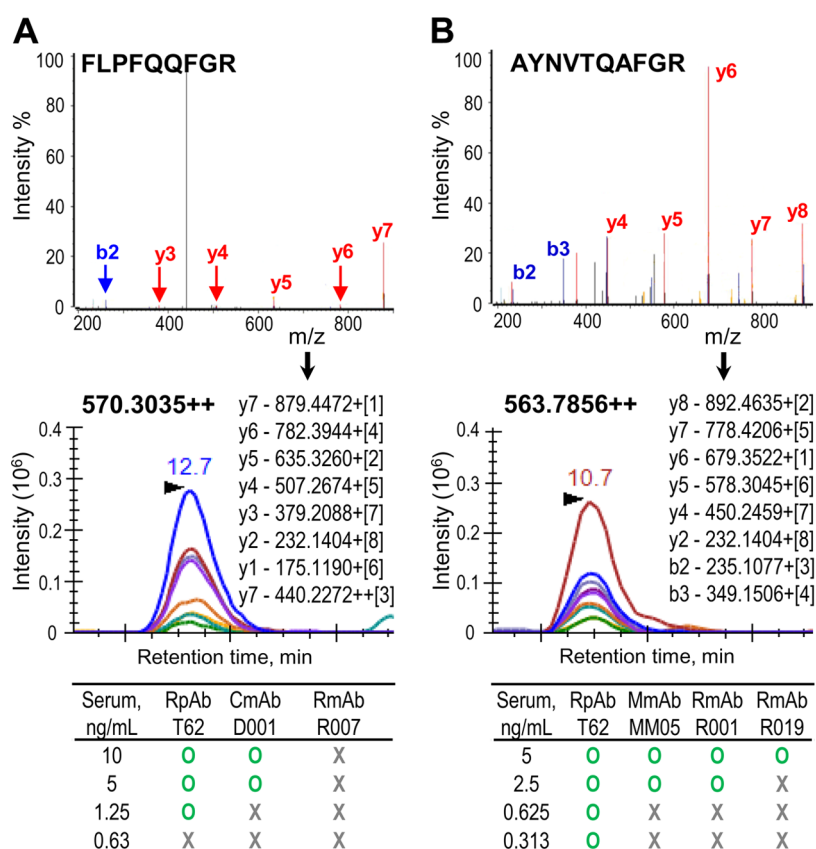 A
FLPFQQFGR
Intensity %
100
80
60
40
20
0
b2
y3
y4
y5
y6
y7
200
400
600
800
m/z
570.3035++
y7 - 879.4472+[1]
y6 - 782.3944+[4]
y5 - 635.3260+[2]
y4 - 507.2674+[5]
y3 - 379.2088+[7]
y2 - 232.1404+[8]
y1 - 175.1190+[6]
y7 - 440.2272++[3]
Intensity (10⁶)
0.4
0.3
0.2
0.1
0
12.7
Retention time, min
Serum, RpAb CmAb RmAb
ng/mL T62 D001 R007
10 O O X
5 O O X
1.25 O X X
0.63 X X X
B
AYNVTQAFGR
Intensity %
100
80
60
40
20
0
b2
b3
y4
y5
y6
y7
y8
200
400
600
800
m/z
563.7856++
y8 - 892.4635+[2]
y7 - 778.4206+[5]
y6 - 679.3522+[1]
y5 - 578.3045+[6]
y4 - 450.2459+[7]
y2 - 232.1404+[8]
b2 - 235.1077+[3]
b3 - 349.1506+[4]
Intensity (10⁶)
0.4
0.3
0.2
0.1
0
10.7
Retention time, min
Serum, RpAb MmAb RmAb RmAb
ng/mL T62 MM05 R001 R019
5 O O O O
2.5 O O O X
0.625 O X X X
0.313 O X X X